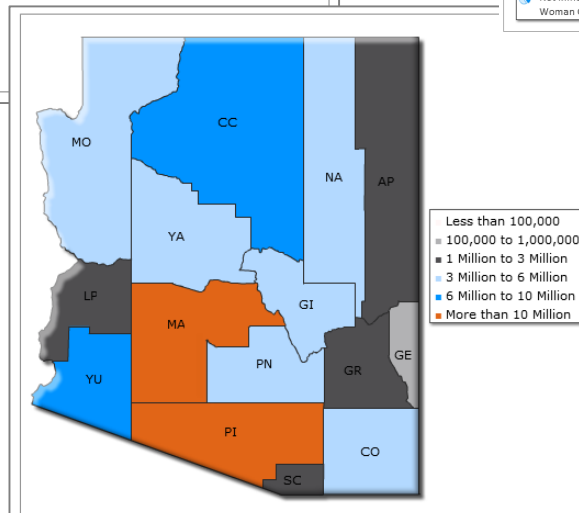 Woman
CC
MO
NA
AP
YA
LP
GI
MA
PN
GR
GE
YU
PI
CO
SC
Less than 100,000
100,000 to 1,000,000
1 Million to 3 Million
3 Million to 6 Million
6 Million to 10 Million
More than 10 Million